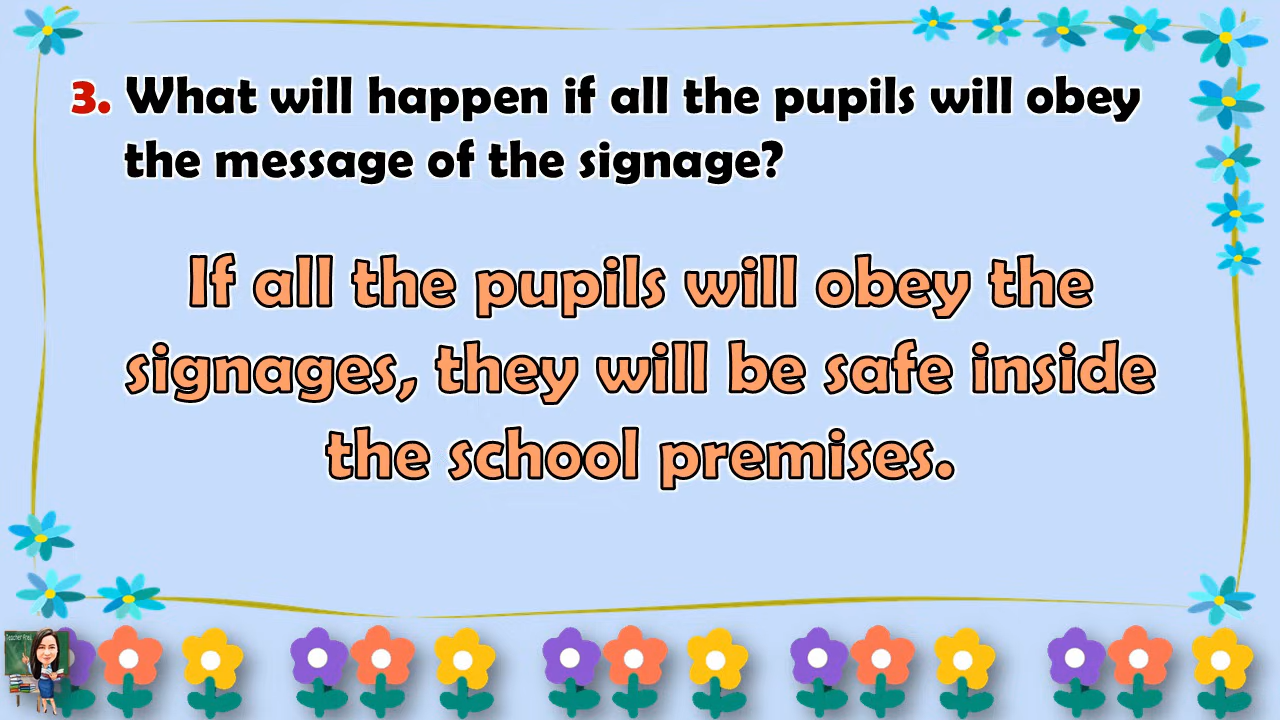 3. What will happen if all the pupils will obey
the message of the signage?
If all the pupils will obey the
signages, they will be safe inside
the school premises.